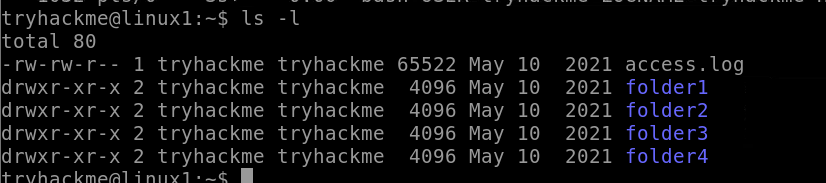 tryhackme@linux1:~$ ls -l
total 80
-rw-rw-r-- 1 tryhackme tryhackme 65522 May 10  2021 access.log
drwxr-xr-x 2 tryhackme tryhackme  4096 May 10  2021 folder1
drwxr-xr-x 2 tryhackme tryhackme  4096 May 10  2021 folder2
drwxr-xr-x 2 tryhackme tryhackme  4096 May 10  2021 folder3
drwxr-xr-x 2 tryhackme tryhackme  4096 May 10  2021 folder4
tryhackme@linux1:~$